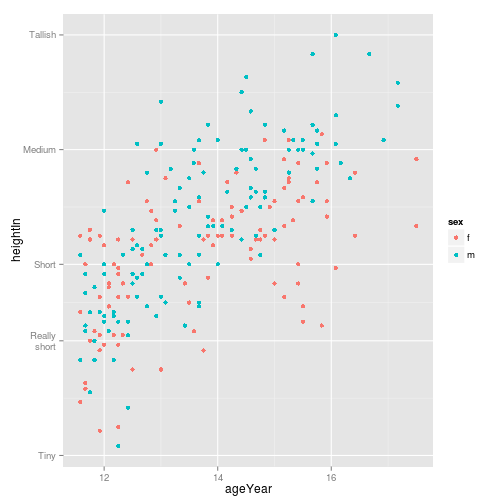 Tallish
Medium
Short
Really
short
Tiny
heightIn
12
14
16
ageYear
sex
f
m